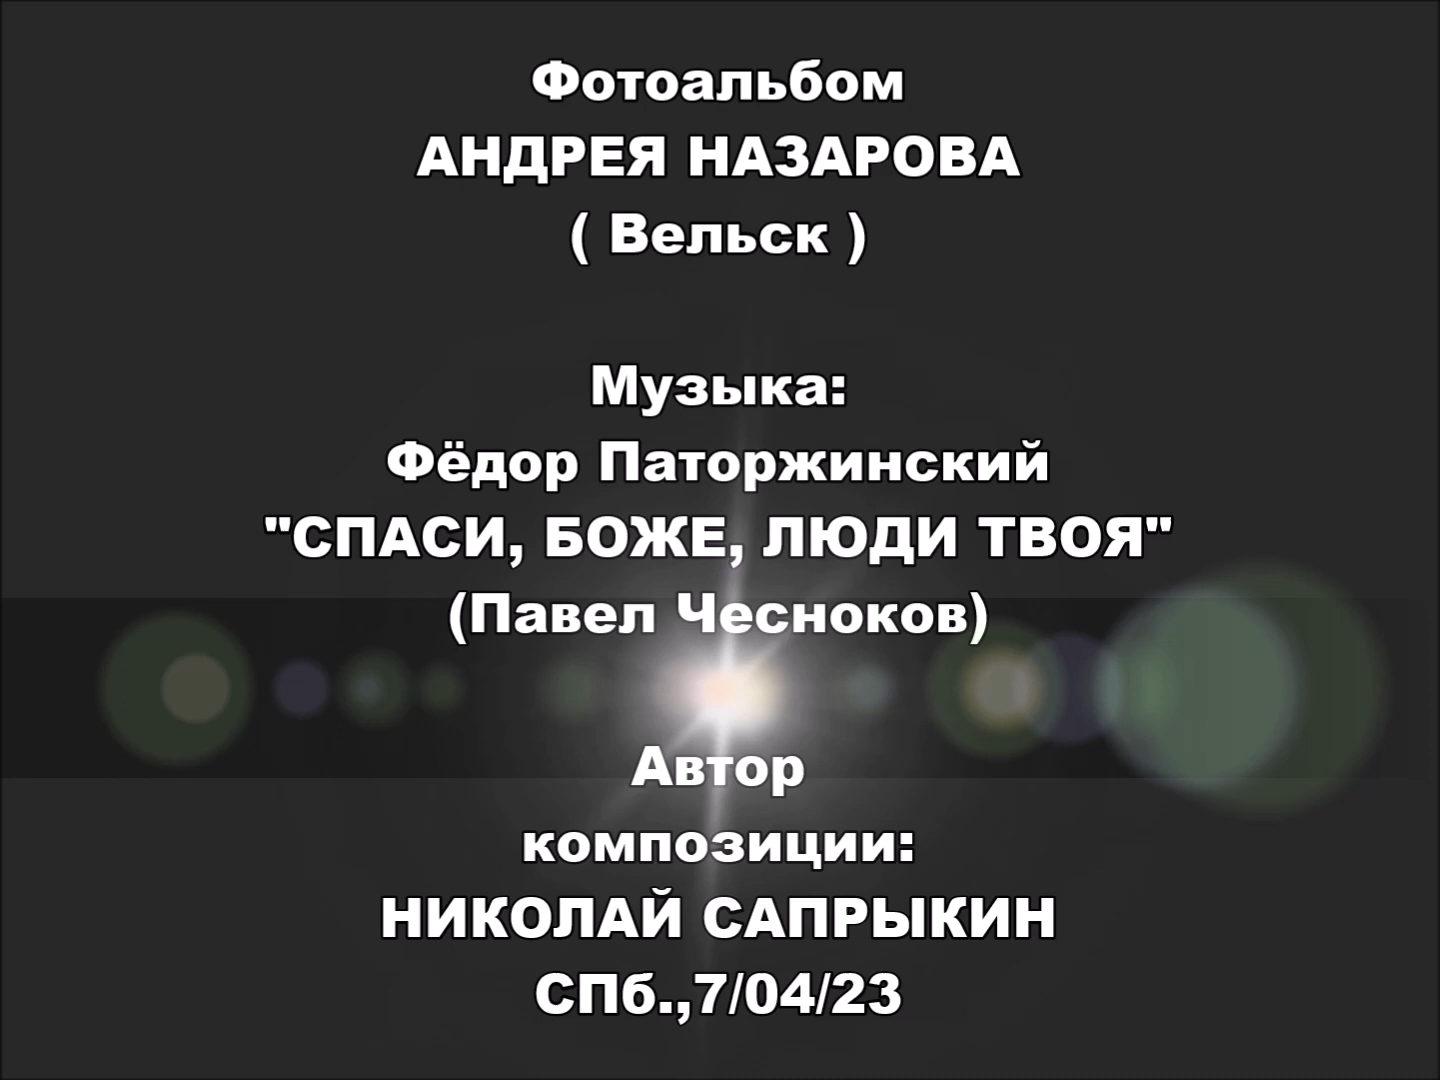 Фотоальбом
АНДРЕЯ НАЗАРОВА
( Вельск )
Музыка:
Фёдор Паторжинский
"СПАСИ, БОЖЕ, ЛЮДИ ТВОЯ"
(Павел Чесноков)
Автор
композиции:
НИКОЛАЙ САПРЫКИН
СПб.,7/04/23